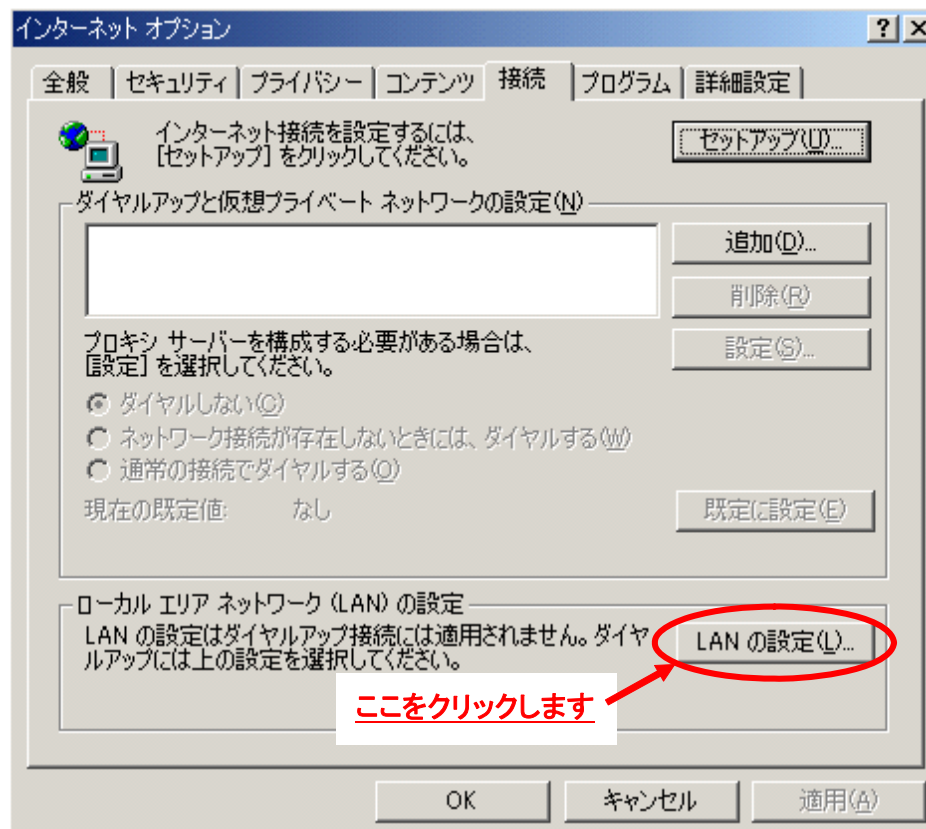 インターネット オプション
全般 セキュリティ プライバシー コンテンツ 接続 プログラム 詳細設定
インターネット接続を設定するには、
[セットアップ] をクリックしてください。
セットアップ(U)...
ダイヤルアップと仮想プライベート ネットワークの設定(N)
追加(D)...
削除(R)
プロキシ サーバーを構成する必要がある場合は、
[設定] を選択してください。
設定(S)...
ダイヤルしない(C)
ネットワーク接続が存在しないときには、ダイヤルする(W)
通常の接続でダイヤルする(O)
現在の既定値: なし
既定に設定(E)
ローカル エリア ネットワーク (LAN) の設定
LAN の設定はダイヤルアップ接続には適用されません。ダイヤ
ルアップには上の設定を選択してください。
LAN の設定(L)...
ここをクリックします
OK キャンセル 適用(A)